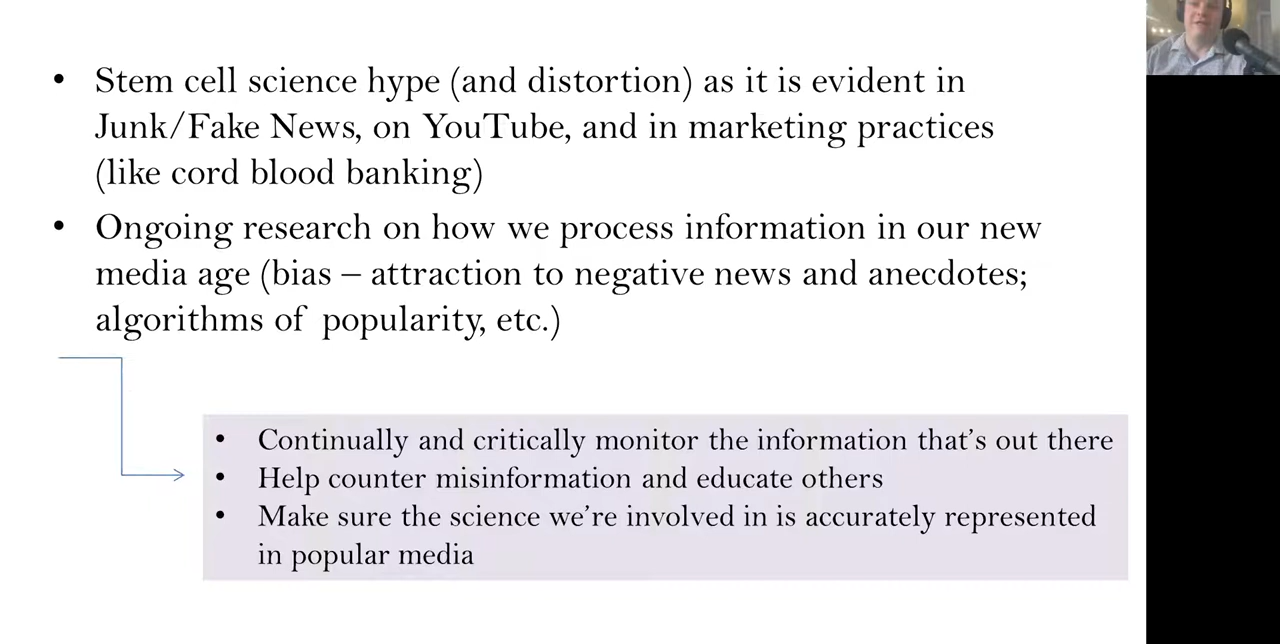 • Stem cell science hype (and distortion) as it is evident in
Junk/Fake News, on YouTube, and in marketing practices
(like cord blood banking)
• Ongoing research on how we process information in our new
media age (bias – attraction to negative news and anecdotes;
algorithms of popularity, etc.)
• Continually and critically monitor the information that's out there
• Help counter misinformation and educate others
• Make sure the science we're involved in is accurately represented
in popular media